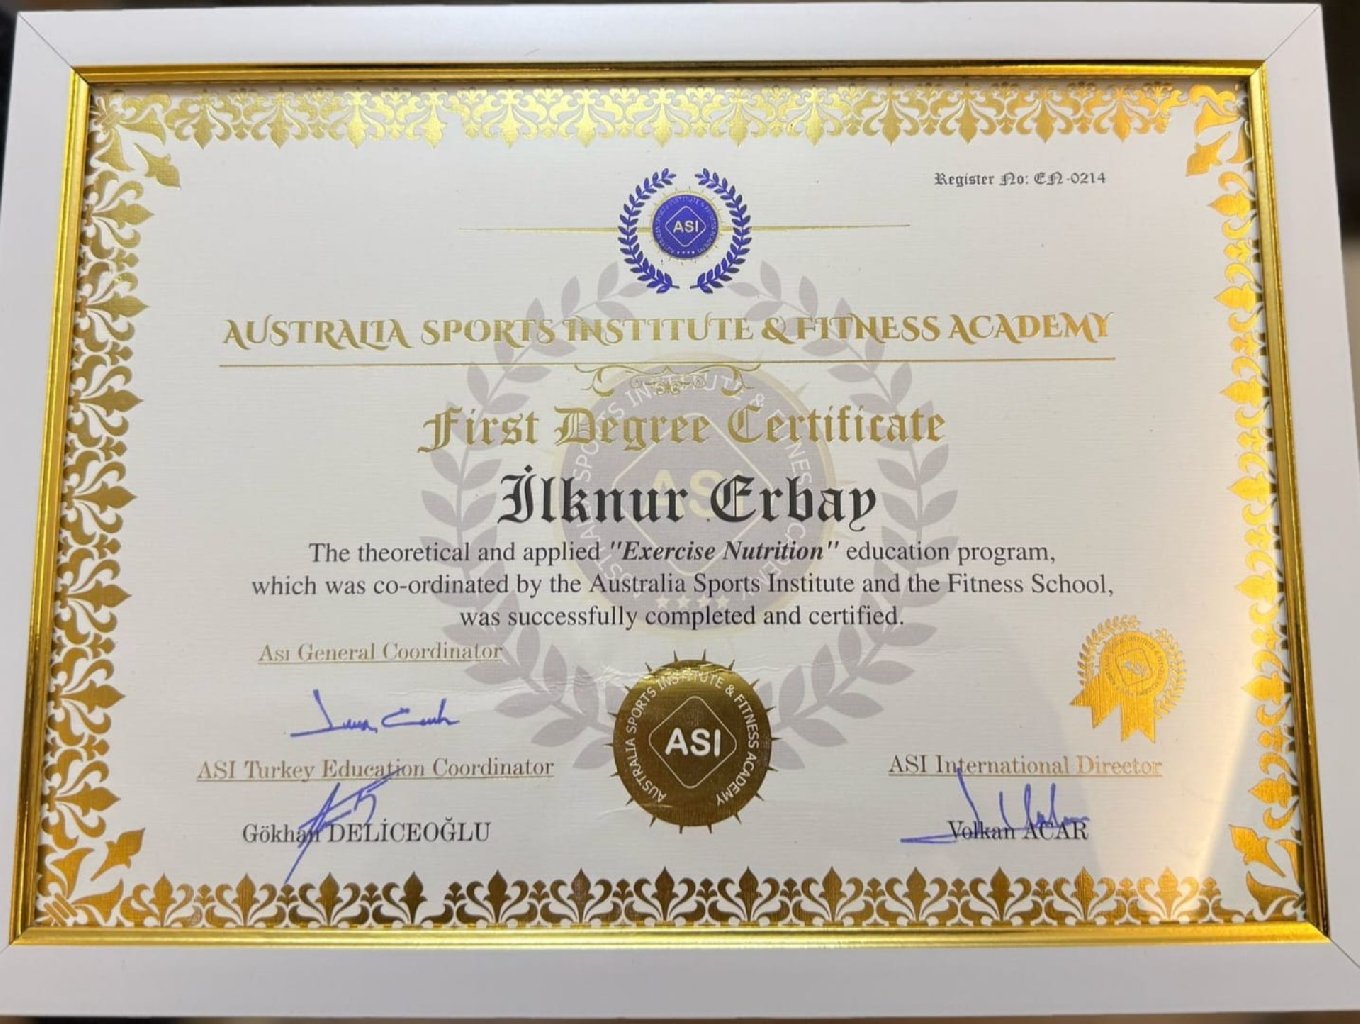 Register No: EN-0214
ASI
AUSTRALIA SPORTS INSTITUTE & FITNESS ACADEMY
First Degree Certificate
İlknur Erbay
The theoretical and applied "Exercise Nutrition" education program,
which was co-ordinated by the Australia Sports Institute and the Fitness School,
was successfully completed and certified.
Asi General Coordinator
ASI Turkey Education Coordinator
Gökhan DELİCEOĞLU
AUSTRALIA SPORTS INSTITUTE & FITNESS ACADEMY
ASI
ASI International Director
Volkan ACAR